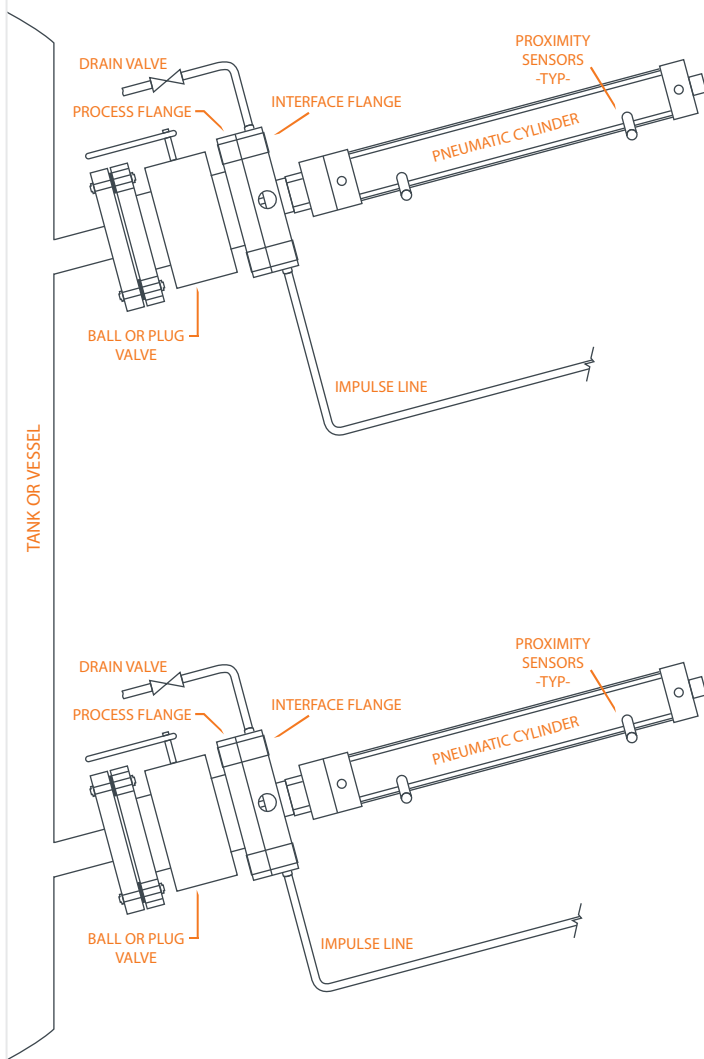 PROXIMITY
SENSORS
-TYP-
DRAIN VALVE
INTERFACE FLANGE
PROCESS FLANGE
PNEUMATIC CYLINDER
BALL OR PLUG
VALVE
IMPULSE LINE
TANK OR VESSEL
PROXIMITY
SENSORS
-TYP-
DRAIN VALVE
INTERFACE FLANGE
PROCESS FLANGE
PNEUMATIC CYLINDER
BALL OR PLUG
VALVE
IMPULSE LINE